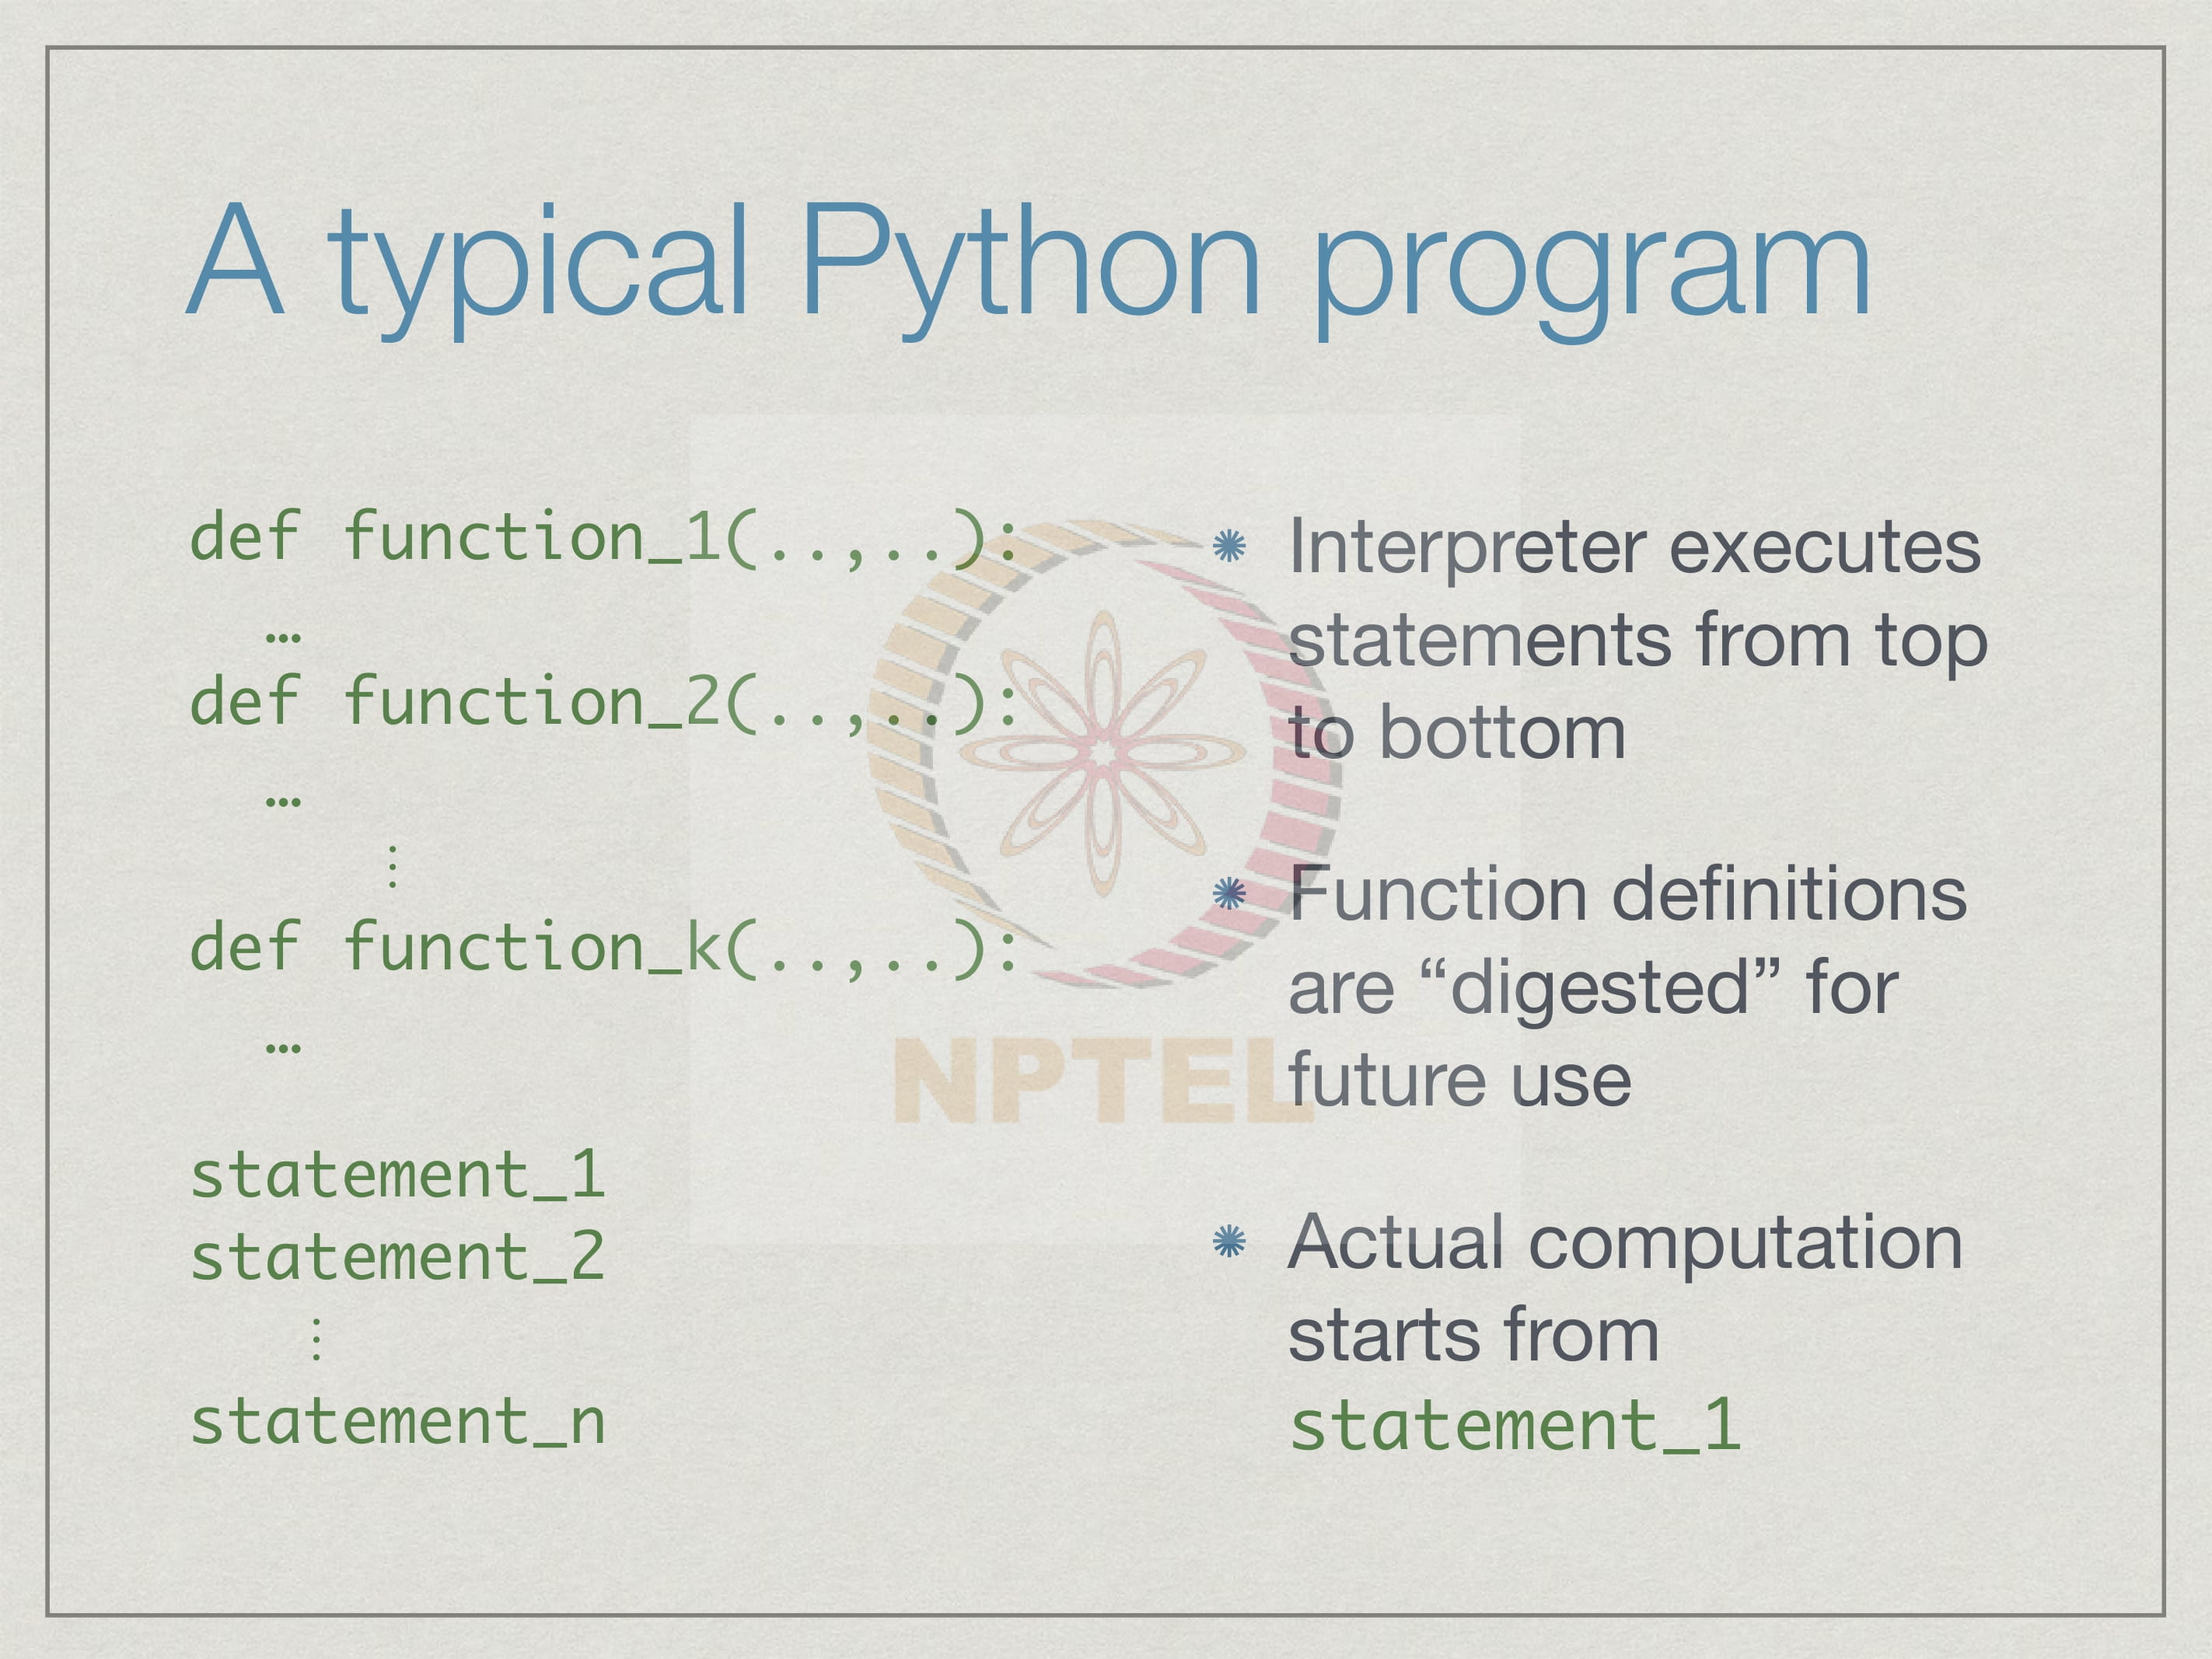 A typical Python program
def function_1(..,..):
…
def function_2(..,..):
…
⋮
def function_k(..,..):
…
statement_1
statement_2
⋮
statement_n
Interpreter executes
statements from top
to bottom
Function definitions
are “digested” for
future use
Actual computation
starts from
statement_1
NPTEL